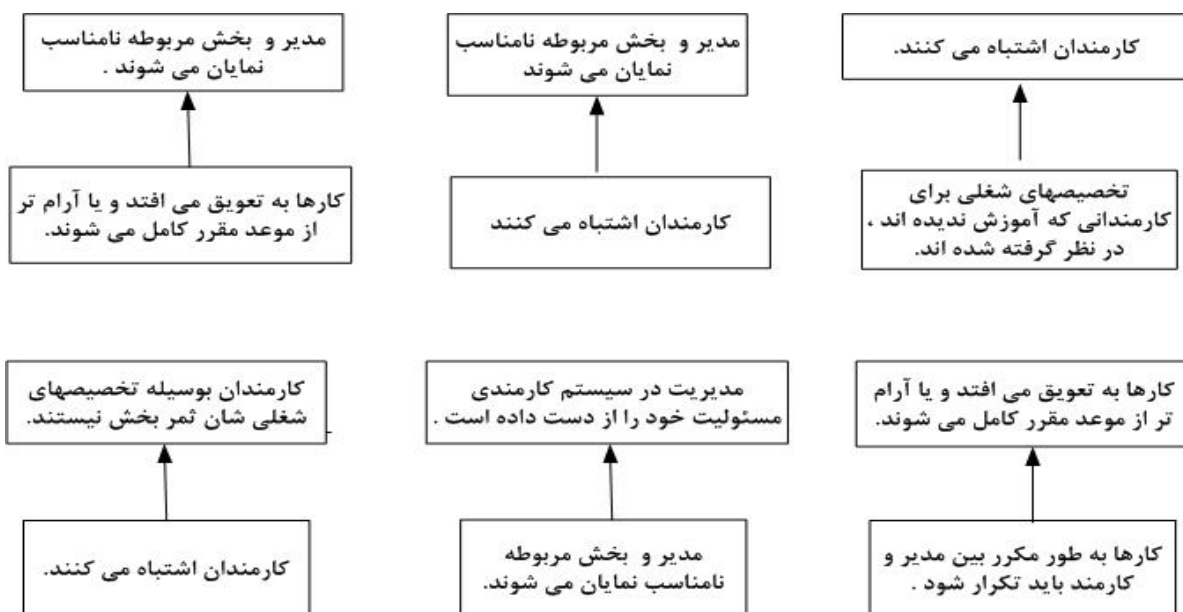 کارمندان اشتباه می کنند.
تخصیصهای شغلی برای
کارمندانی که آموزش ندیده اند ،
در نظر گرفته شده اند.
مدیر و بخش مربوطه نامناسب
نمایان می شوند
کارمندان اشتباه می کنند
مدیر و بخش مربوطه نامناسب
نمایان می شوند .
کارها به تعویق می افتد و یا آرام تر
از موعد مقرر کامل می شوند.
کارها به تعویق می افتد و یا آرام
تر از موعد مقرر کامل می شوند.
کارها به طور مکرر بین مدیر و
کارمند باید تکرار شود .
مدیریت در سیستم کارمندی
مسئولیت خود را از دست داده است .
مدیر و بخش مربوطه
نامناسب نمایان می شوند.
کارمندان بوسیله تخصیصهای
شغلی شان ثمر بخش نیستند.
کارمندان اشتباه می کنند.